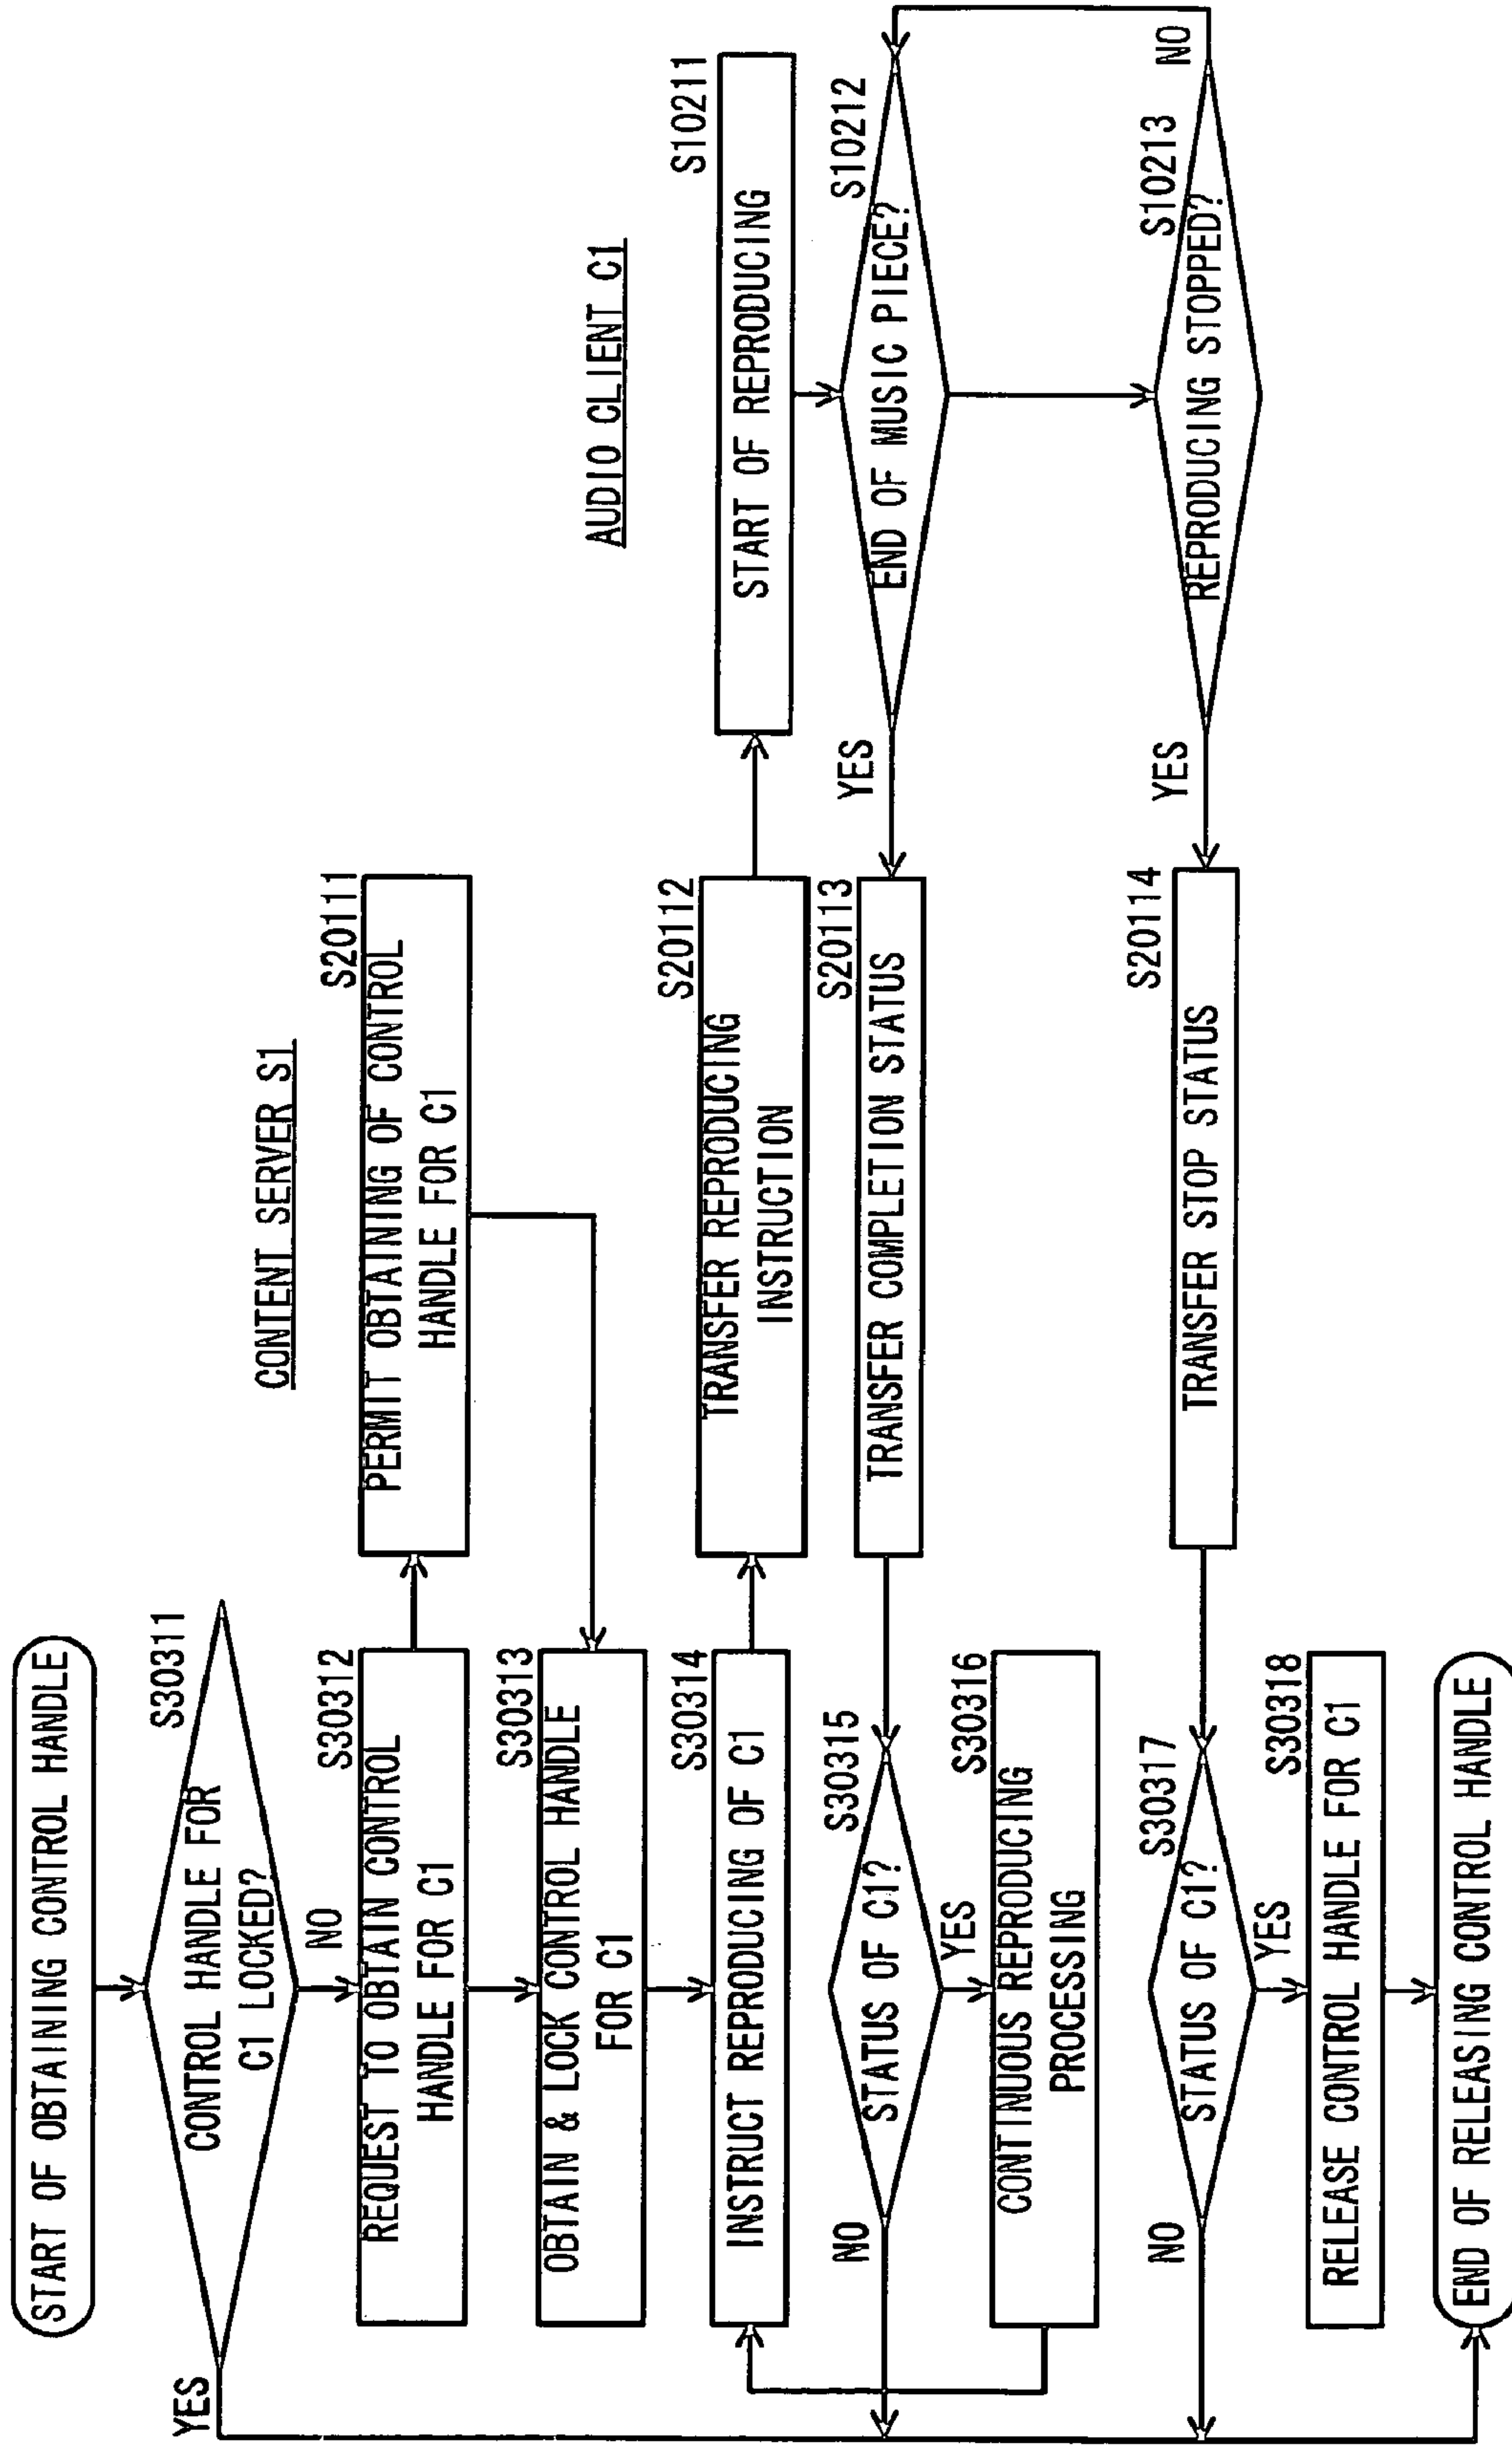 START OF OBTAINING CONTROL HANDLE
S30311
CONTROL HANDLE FOR
C1 LOCKED?
YES
NO
S30312
REQUEST TO OBTAIN CONTROL
HANDLE FOR C1
S30313
OBTAIN & LOCK CONTROL HANDLE
FOR C1
S30314
INSTRUCT REPRODUCING OF C1
S30315
STATUS OF C1?
NO
YES
S30316
CONTINUOUS REPRODUCING
PROCESSING
S30317
STATUS OF C1?
NO
YES
S30318
RELEASE CONTROL HANDLE FOR C1
END OF RELEASING CONTROL HANDLE
CONTENT SERVER S1
S20111
PERMIT OBTAINING OF CONTROL
HANDLE FOR C1
S20112
TRANSFER REPRODUCING
INSTRUCTION
S20113
TRANSFER COMPLETION STATUS
S20114
TRANSFER STOP STATUS
AUDIO CLIENT C1
S10211
START OF REPRODUCING
S10212
END OF MUSIC PIECE?
YES
S10213
REPRODUCING STOPPED?
YES
NO